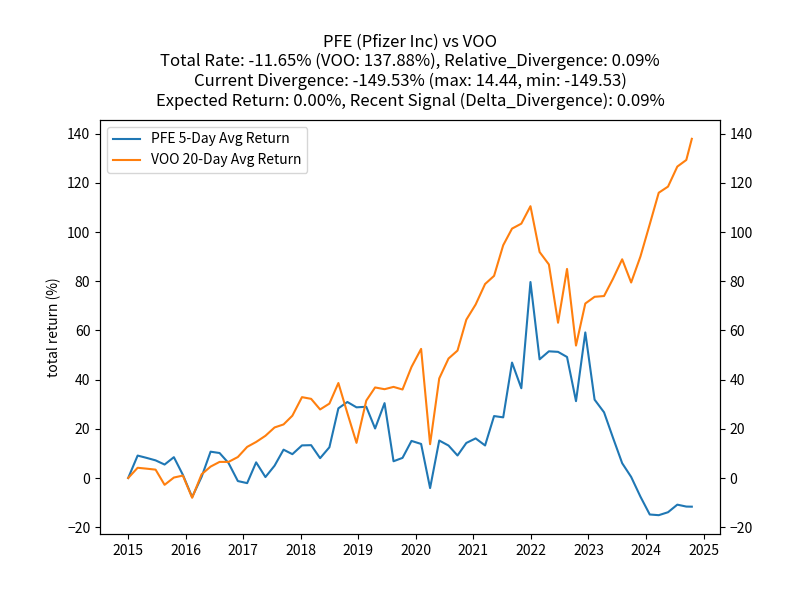 PFE (Pfizer Inc) vs VOO
Total Rate: -11.65% (VOO: 137.88%), Relative_Divergence: 0.09%
Current Divergence: -149.53% (max: 14.44, min: -149.53)
Expected Return: 0.00%, Recent Signal (Delta_Divergence): 0.09%
PFE 5-Day Avg Return
VOO 20-Day Avg Return
total return (%)
140
120
100
80
60
40
20
0
−20
140
120
100
80
60
40
20
0
−20
2015 2016 2017 2018 2019 2020 2021 2022 2023 2024 2025